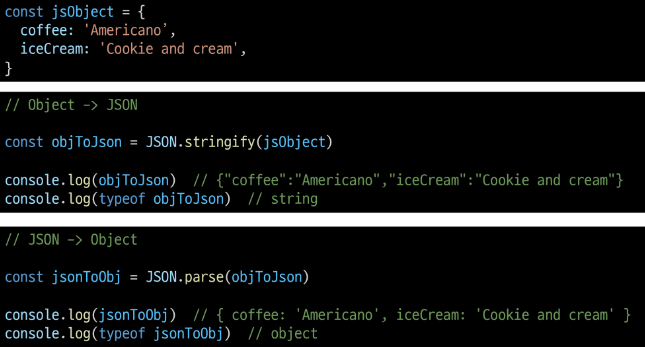 const jsObject = {
  coffee: 'Americano’,
  iceCream: 'Cookie and cream',
}
// Object -> JSON
const objToJson = JSON.stringify(jsObject)
console.log(objToJson)  // {"coffee":"Americano","iceCream":"Cookie and cream"}
console.log(typeof objToJson)  // string
// JSON -> Object
const jsonToObj = JSON.parse(objToJson)
console.log(jsonToObj)  // { coffee: 'Americano', iceCream: 'Cookie and cream' }
console.log(typeof jsonToObj)  // object